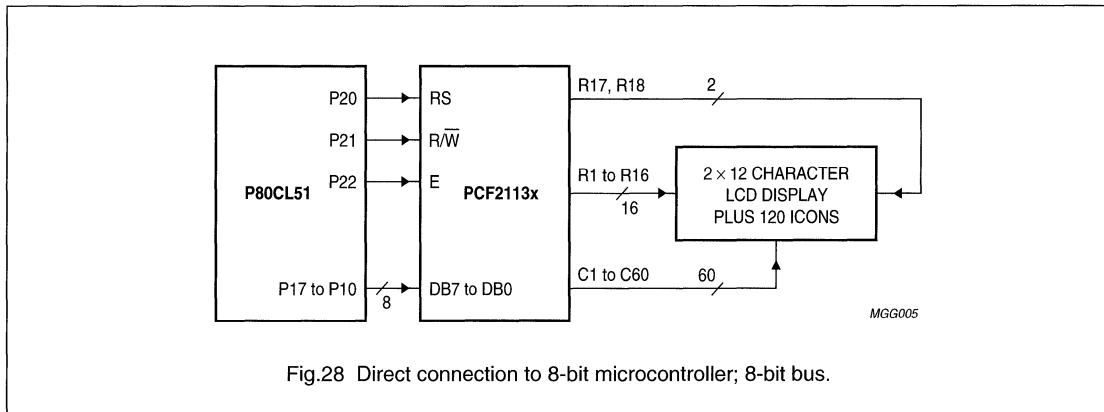 P80CL51
P20
P21
P22
P17 to P10
8
PCF2113x
RS
R/W̅
E
DB7 to DB0
R17, R18
2
R1 to R16
16
C1 to C60
60
2 × 12 CHARACTER
LCD DISPLAY
PLUS 120 ICONS
MGG005
Fig.28 Direct connection to 8-bit microcontroller; 8-bit bus.